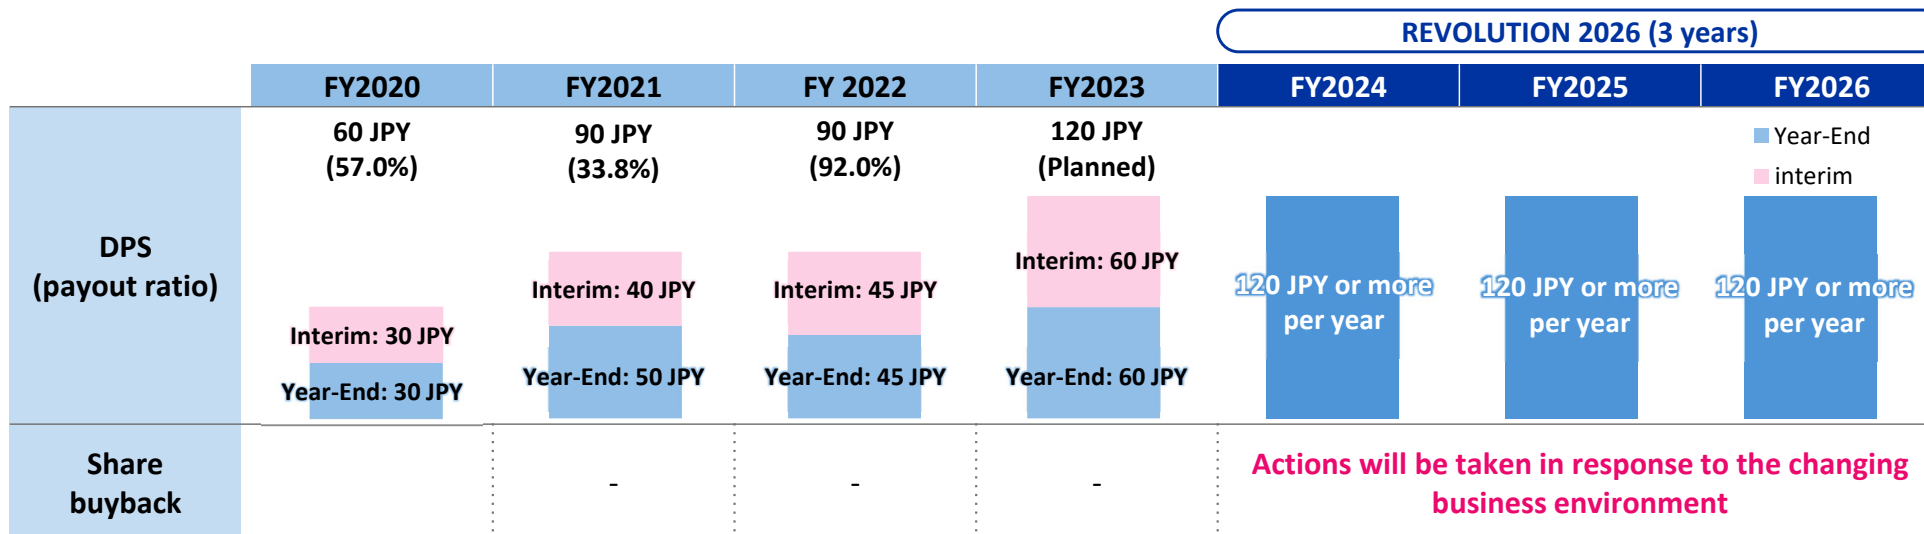 REVOLUTION 2026 (3 years)
FY2020
FY2021
FY 2022
FY2023
FY2024
FY2025
FY2026
DPS
(payout ratio)
60 JPY
(57.0%)
90 JPY
(33.8%)
90 JPY
(92.0%)
120 JPY
(Planned)
Year-End
interim
Interim: 30 JPY
Year-End: 30 JPY
Interim: 40 JPY
Year-End: 50 JPY
Interim: 45 JPY
Year-End: 45 JPY
Interim: 60 JPY
Year-End: 60 JPY
120 JPY or more
per year
120 JPY or more
per year
120 JPY or more
per year
Share
buyback
-
-
-
Actions will be taken in response to the changing
business environment